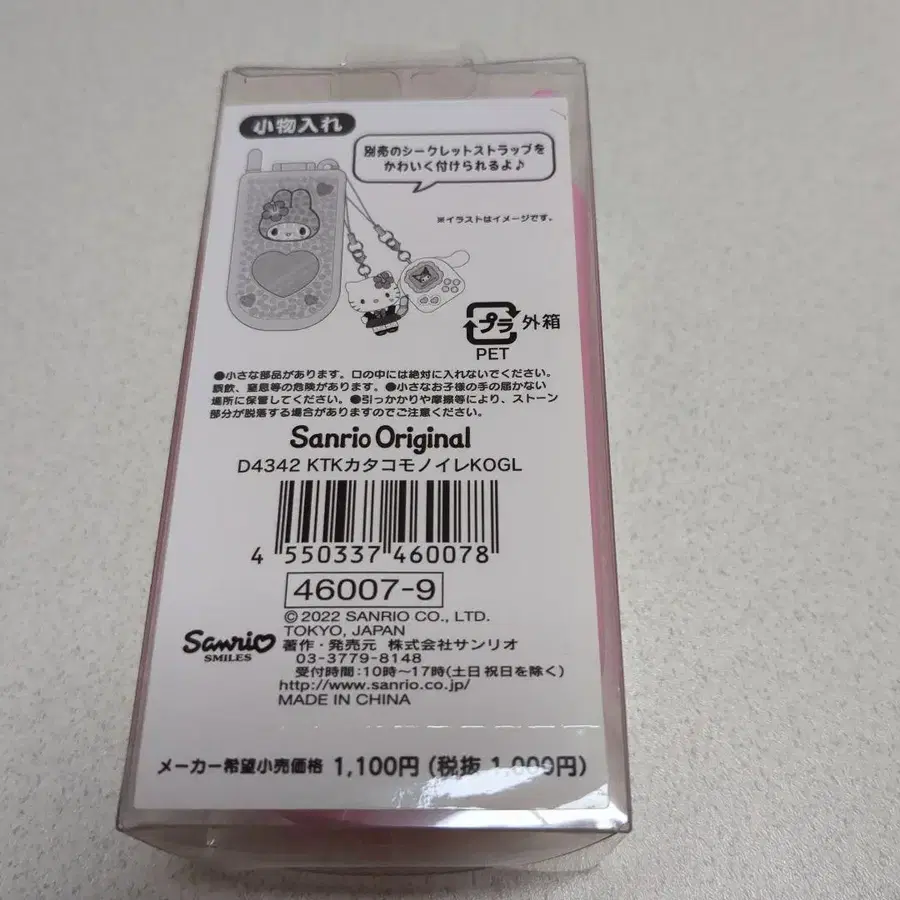 小物入れ
別売のシークレットストラップを
かわいく付けられるよ♪
※イラストはイメージです。
プラ 外箱
PET
●小さな部品があります。口の中には絶対に入れないでください。
誤飲、窒息等の危険があります。●小さなお子様の手の届かない
場所に保管してください。●引っかかりや摩擦等により、ストーン
部分が脱落する場合がありますのでご注意ください。
Sanrio Original
D4342 KTKカタコモノイレKOGL
4 550337 460078
46007-9
© 2022 SANRIO CO., LTD.
TOKYO, JAPAN
Sanrio
SMILES
著作・発売元 株式会社サンリオ
03-3779-8148
受付時間:10時〜17時(土日祝日を除く)
http://www.sanrio.co.jp/
MADE IN CHINA
メーカー希望小売価格 1,100円(税抜 1,000円)